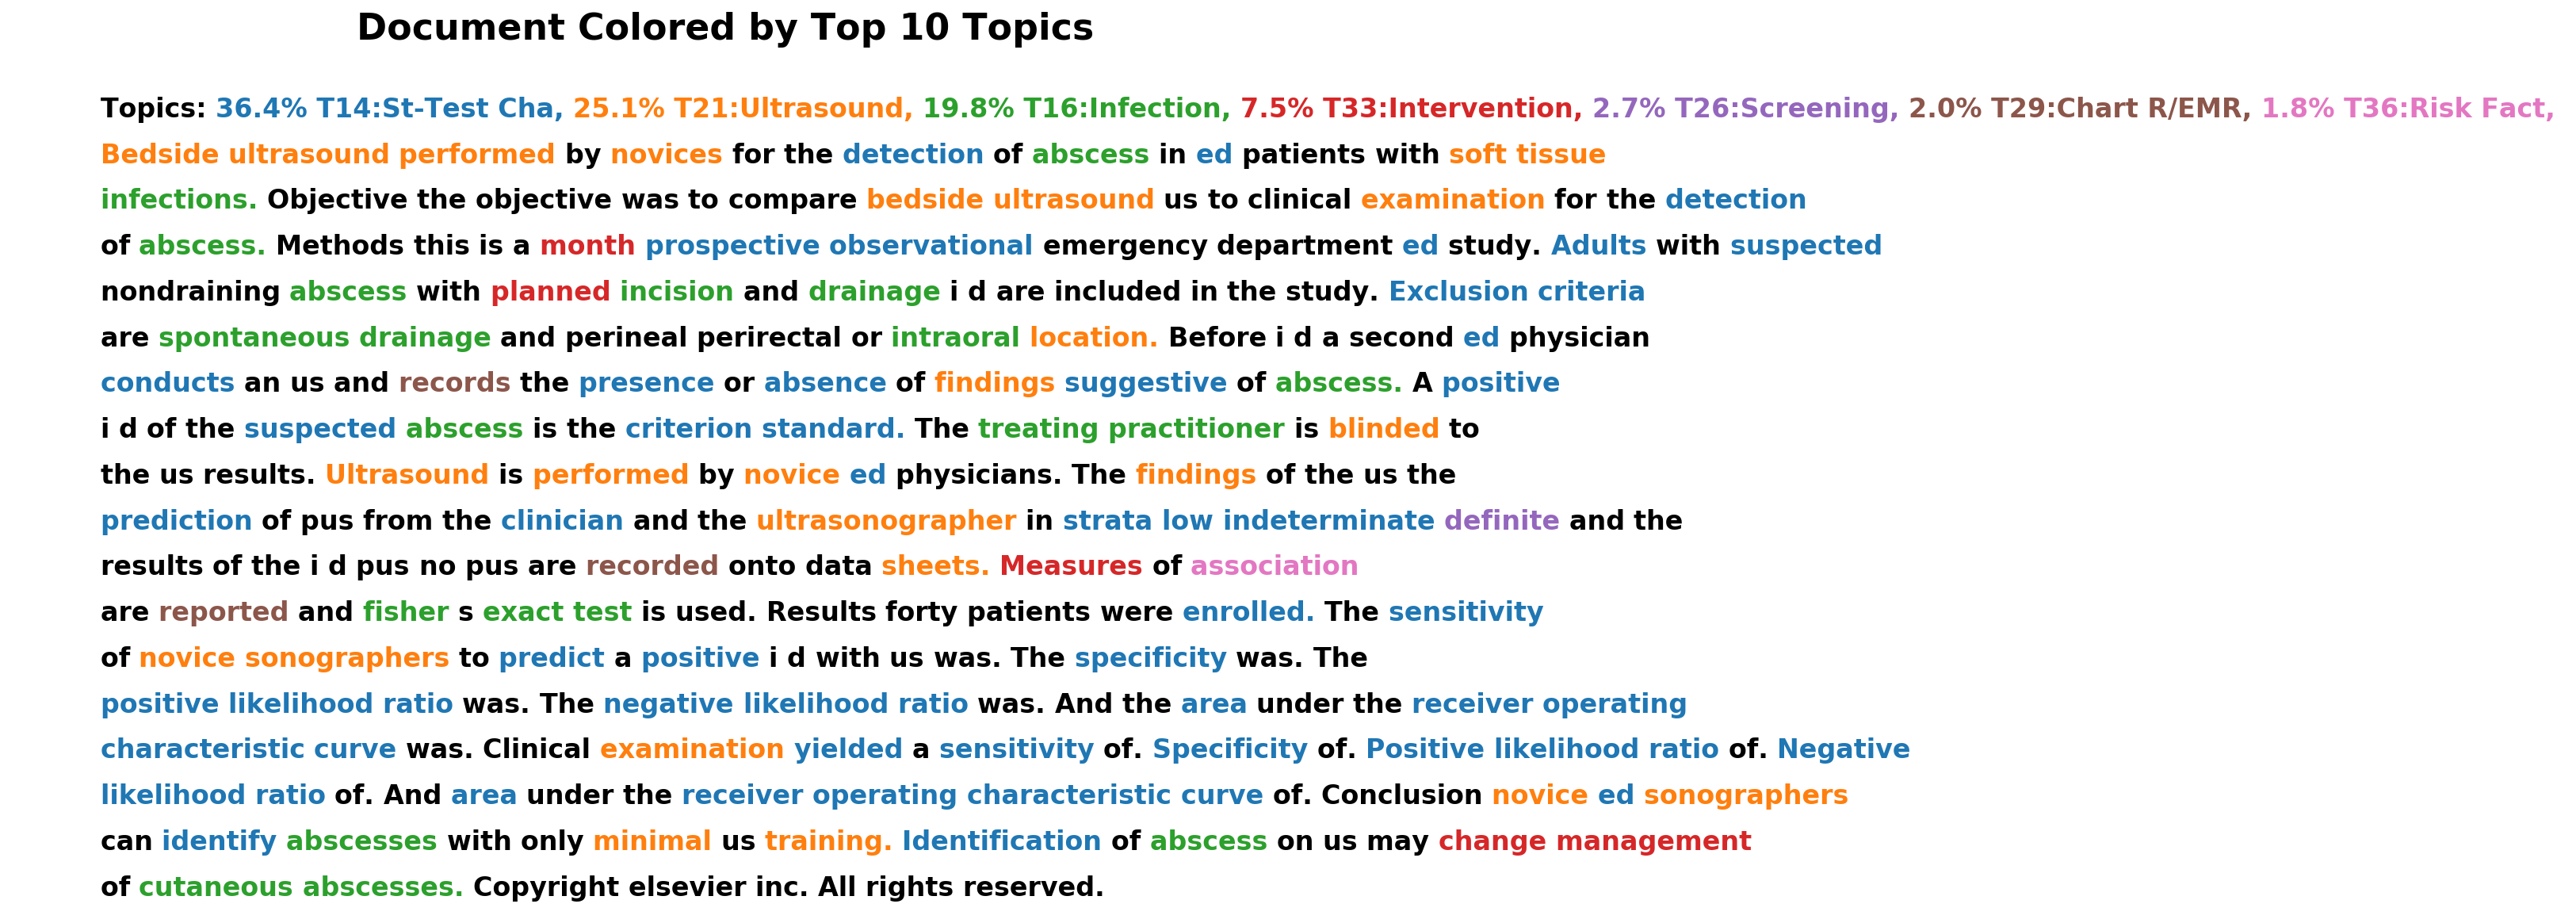 Document Colored by Top 10 Topics
Topics: 36.4% T14:St-Test Cha, 25.1% T21:Ultrasound, 19.8% T16:Infection, 7.5% T33:Intervention, 2.7% T26:Screening, 2.0% T29:Chart R/EMR, 1.8% T36:Risk Fact,
Bedside ultrasound performed by novices for the detection of abscess in ed patients with soft tissue
infections. Objective the objective was to compare bedside ultrasound us to clinical examination for the detection
of abscess. Methods this is a month prospective observational emergency department ed study. Adults with suspected
nondraining abscess with planned incision and drainage i d are included in the study. Exclusion criteria
are spontaneous drainage and perineal perirectal or intraoral location. Before i d a second ed physician
conducts an us and records the presence or absence of findings suggestive of abscess. A positive
i d of the suspected abscess is the criterion standard. The treating practitioner is blinded to
the us results. Ultrasound is performed by novice ed physicians. The findings of the us the
prediction of pus from the clinician and the ultrasonographer in strata low indeterminate definite and the
results of the i d pus no pus are recorded onto data sheets. Measures of association
are reported and fisher s exact test is used. Results forty patients were enrolled. The sensitivity
of novice sonographers to predict a positive i d with us was. The specificity was. The
positive likelihood ratio was. The negative likelihood ratio was. And the area under the receiver operating
characteristic curve was. Clinical examination yielded a sensitivity of. Specificity of. Positive likelihood ratio of. Negative
likelihood ratio of. And area under the receiver operating characteristic curve of. Conclusion novice ed sonographers
can identify abscesses with only minimal us training. Identification of abscess on us may change management
of cutaneous abscesses. Copyright elsevier inc. All rights reserved.